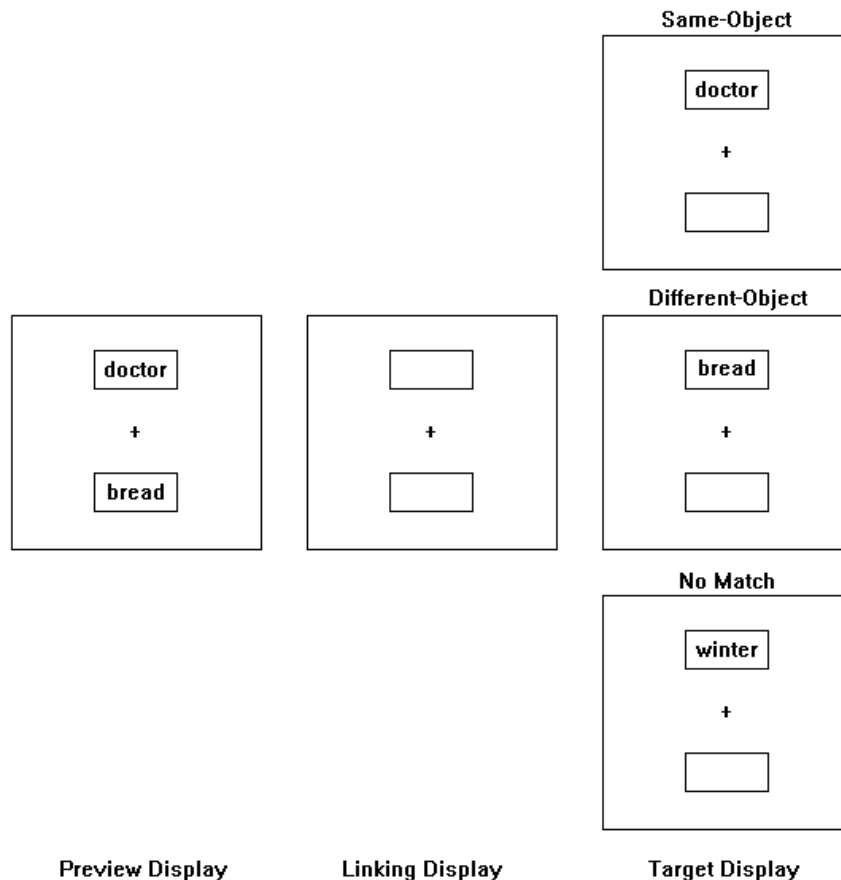 Same-Object
doctor
+
Different-Object
doctor
+
bread
+
bread
+
No Match
winter
+
Preview Display
Linking Display
Target Display